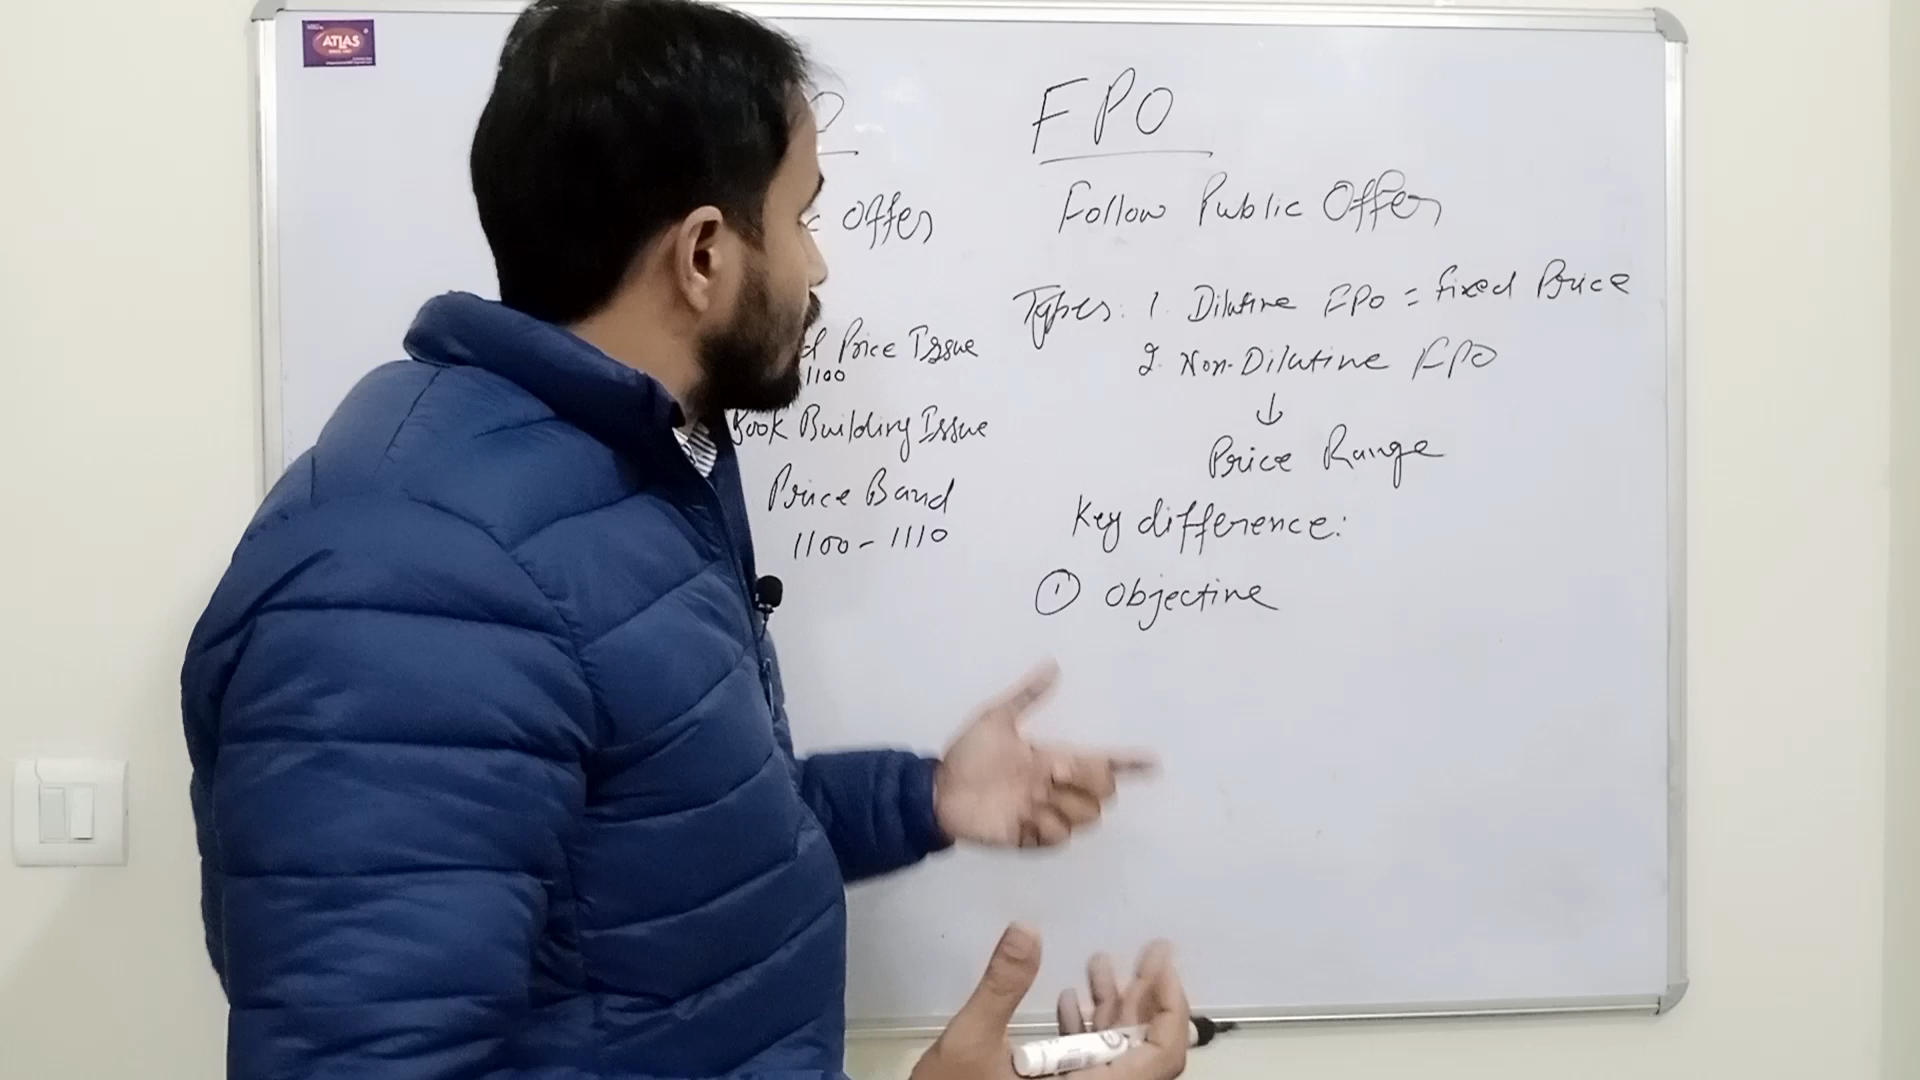 ATLAS
O
c Offer
d Price Issue
1100
Book Building Issue
Price Band
1100 - 1110
FPO
Follow Public Offer
Types: 1. Dilutive FPO = fixed Price
2. Non-Dilutive FPO
↓
Price Range
Key difference:
① Objective